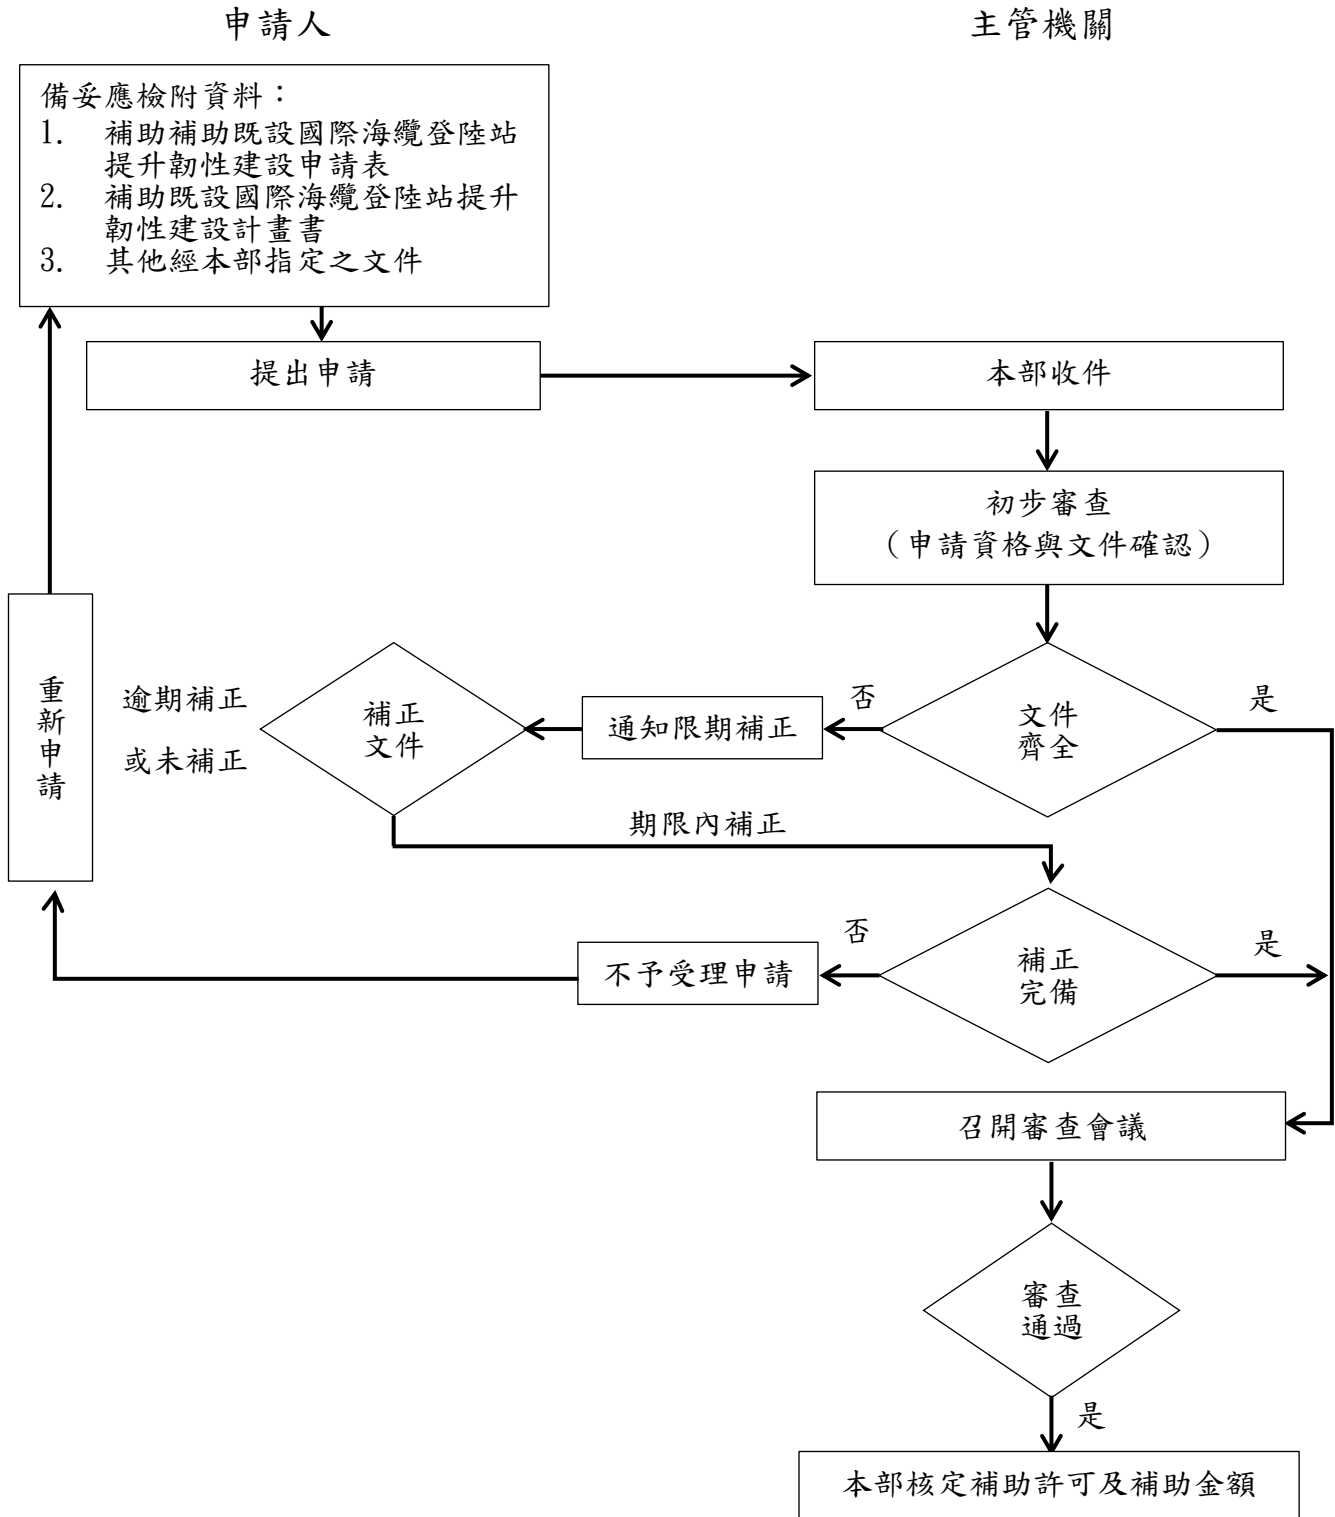 申請人
主管機關
備妥應檢附資料：
1. 補助補助既設國際海纜登陸站
提升韌性建設申請表
2. 補助既設國際海纜登陸站提升
韌性建設計畫書
3. 其他經本部指定之文件
提出申請
本部收件
初步審查
（申請資格與文件確認）
重新申請
逾期補正
或未補正
補正
文件
通知限期補正
否
文件
齊全
是
期限內補正
不予受理申請
否
補正
完備
是
召開審查會議
審查
通過
是
本部核定補助許可及補助金額